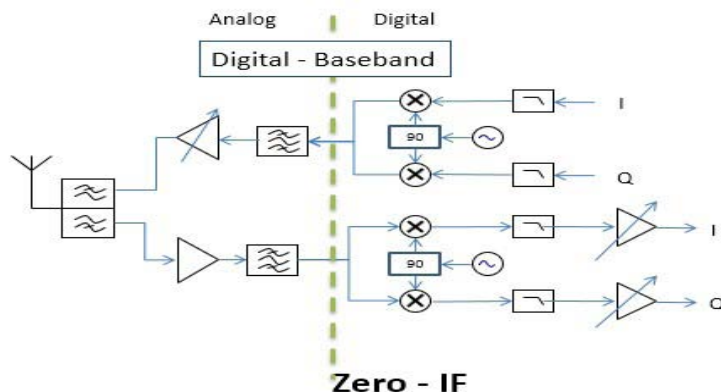 Analog Digital
Digital - Baseband
I
90
Q
I
90
Q
Zero - IF